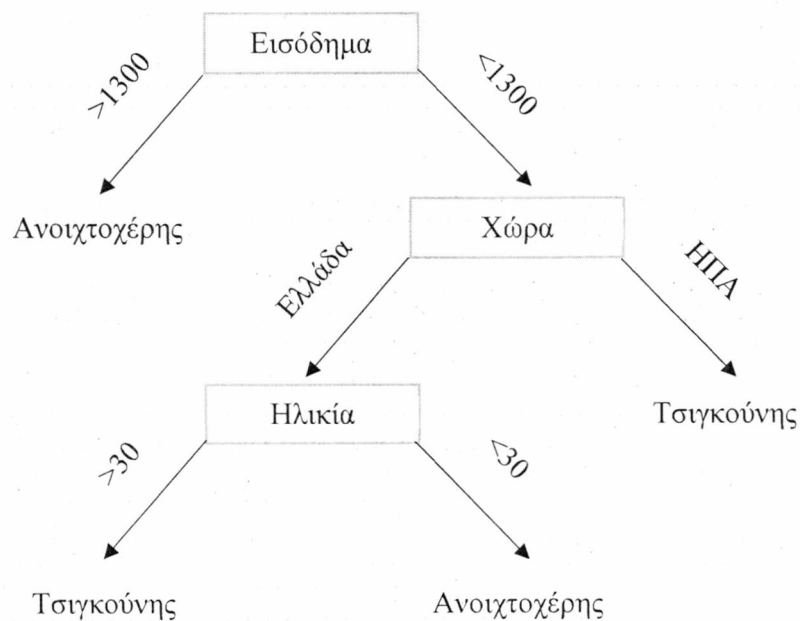 Εισόδημα
>1300
<1300
Ανοιχτοχέρης
Χώρα
Ελλάδα
ΗΠΑ
Ηλικία
Τσιγκούνης
>30
<30
Τσιγκούνης
Ανοιχτοχέρης